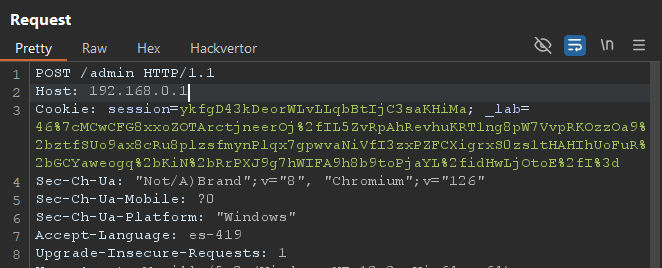 Request
Pretty Raw Hex Hackvertor \n
1 POST /admin HTTP/1.1
2 Host: 192.168.0.1
3 Cookie: session=ykfgD43kDeorWLvLLqbBtIjC3saKHiMa; _lab=
46%7cMCwCFG8xxoZOTArctjneerOj%2fIL5ZvRpAhRevhuKRT1ng8pW7VvpRKOzzOa9%
2bztfSUo9ax8cRu8plzsfmynPlqx7gpwvaNiVfI3zxPZFCXigrxS0zsltHAHIhUoFuR%
2bGCYaweogq%2bKiN%2bRrPXJ9g7hWIFA9h8b9toPjaYL%2fidHwLjOtoE%2fI%3d
4 Sec-Ch-Ua: "Not/A)Brand";v="8", "Chromium";v="126"
5 Sec-Ch-Ua-Mobile: ?0
6 Sec-Ch-Ua-Platform: "Windows"
7 Accept-Language: es-419
8 Upgrade-Insecure-Requests: 1